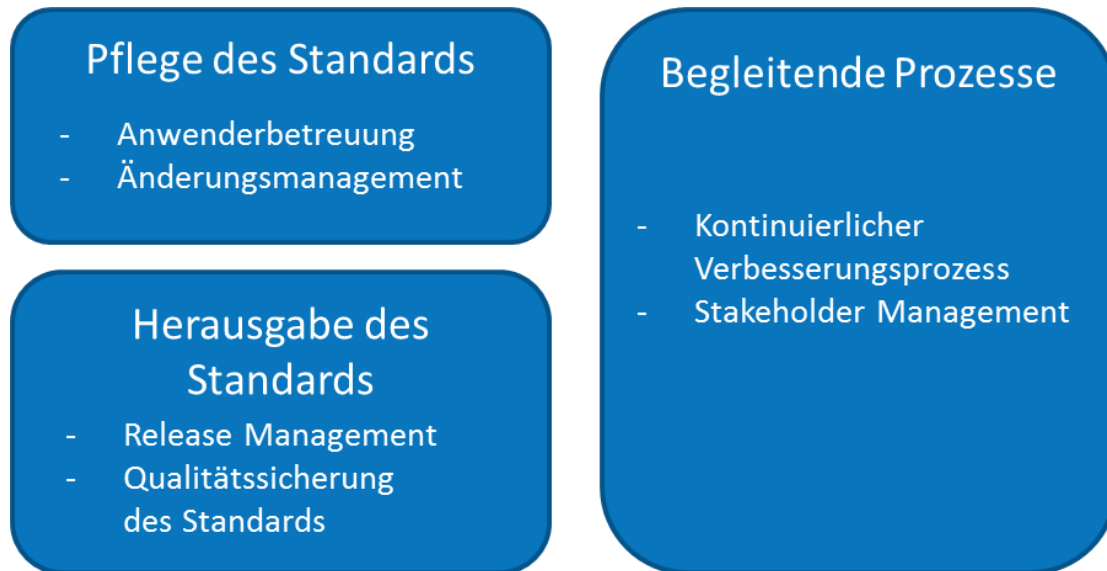 Pflege des Standards
- Anwenderbetreuung
- Änderungsmanagement
Herausgabe des
Standards
- Release Management
- Qualitätssicherung
des Standards
Begleitende Prozesse
- Kontinuierlicher
Verbesserungsprozess
- Stakeholder Management